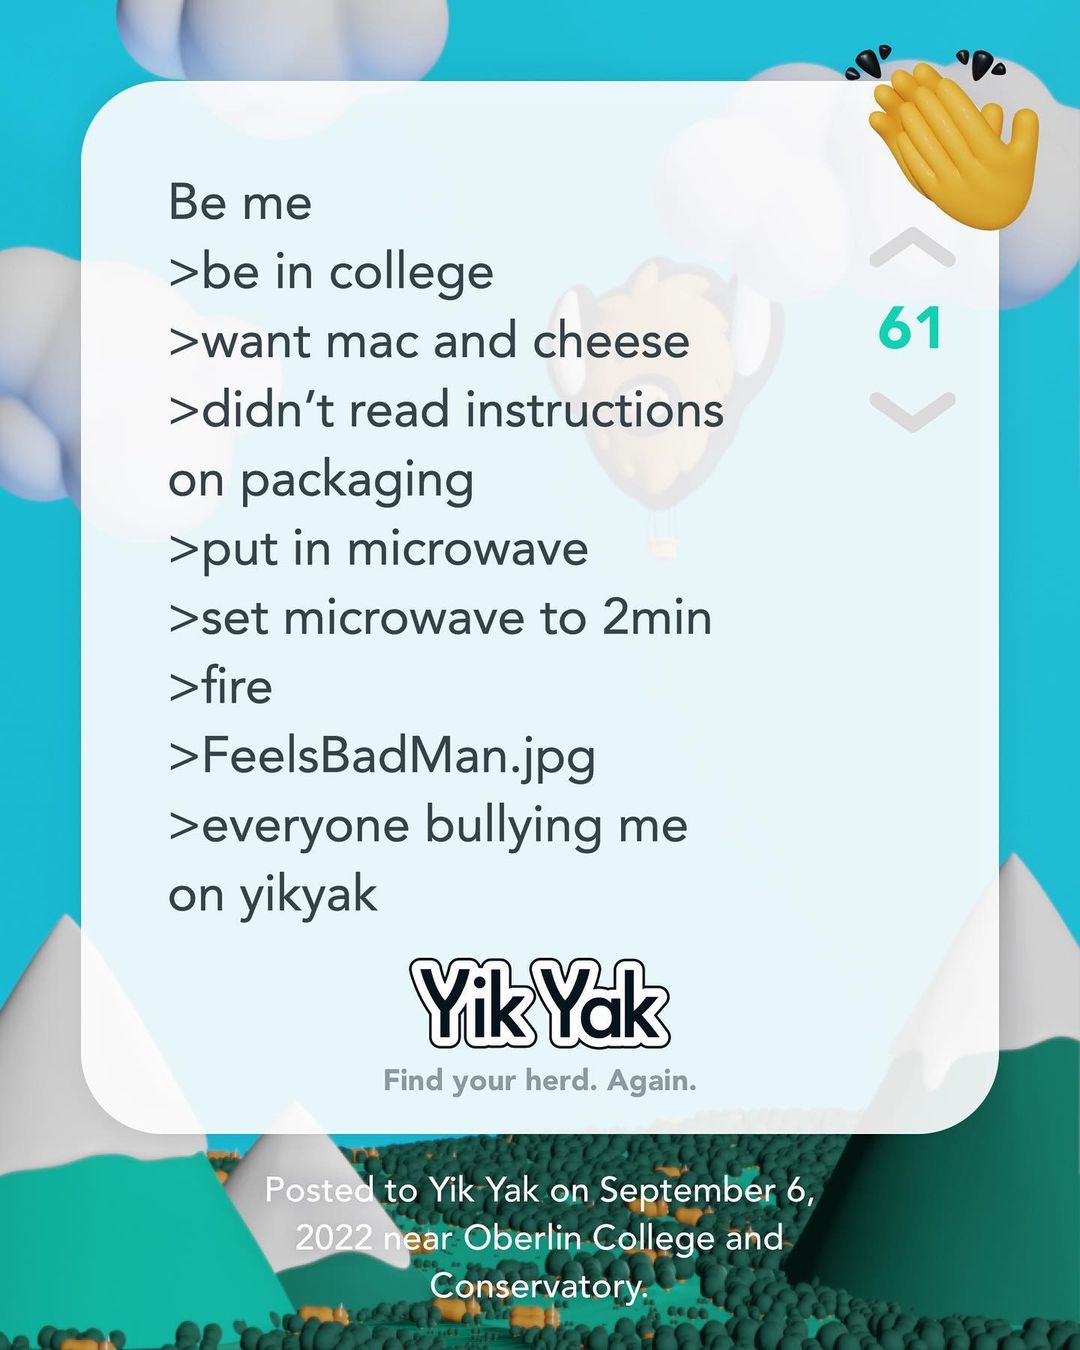 Be me
>be in college
>want mac and cheese
>didn’t read instructions
on packaging
>put in microwave
>set microwave to 2min
>fire
>FeelsBadMan.jpg
>everyone bullying me
on yikyak
61
Yik Yak
Find your herd. Again.
Posted to Yik Yak on September 6,
2022 near Oberlin College and
Conservatory.